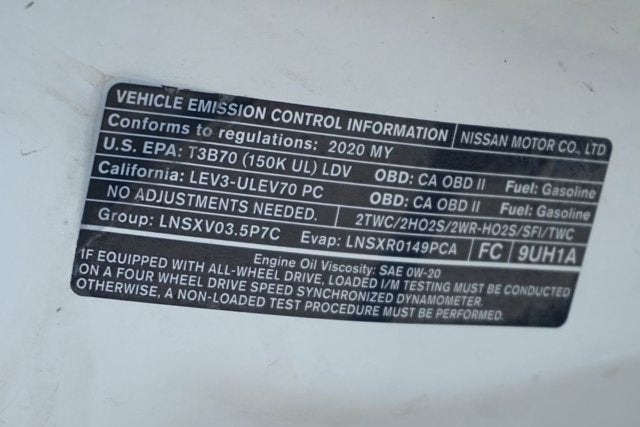 VEHICLE EMISSION CONTROL INFORMATION NISSAN MOTOR CO., LTD
Conforms to regulations: 2020 MY
U.S. EPA: T3B70 (150K UL) LDV OBD: CA OBD II Fuel: Gasoline
California: LEV3-ULEV70 PC OBD: CA OBD II Fuel: Gasoline
NO ADJUSTMENTS NEEDED. 2TWC/2HO2S/2WR-HO2S/SFI/TWC
Group: LNSXV03.5P7C Evap: LNSXR0149PCA FC 9UH1A
Engine Oil Viscosity: SAE 0W-20
IF EQUIPPED WITH ALL-WHEEL DRIVE, LOADED I/M TESTING MUST BE CONDUCTED
ON A FOUR WHEEL DRIVE SPEED SYNCHRONIZED DYNAMOMETER.
OTHERWISE, A NON-LOADED TEST PROCEDURE MUST BE PERFORMED.